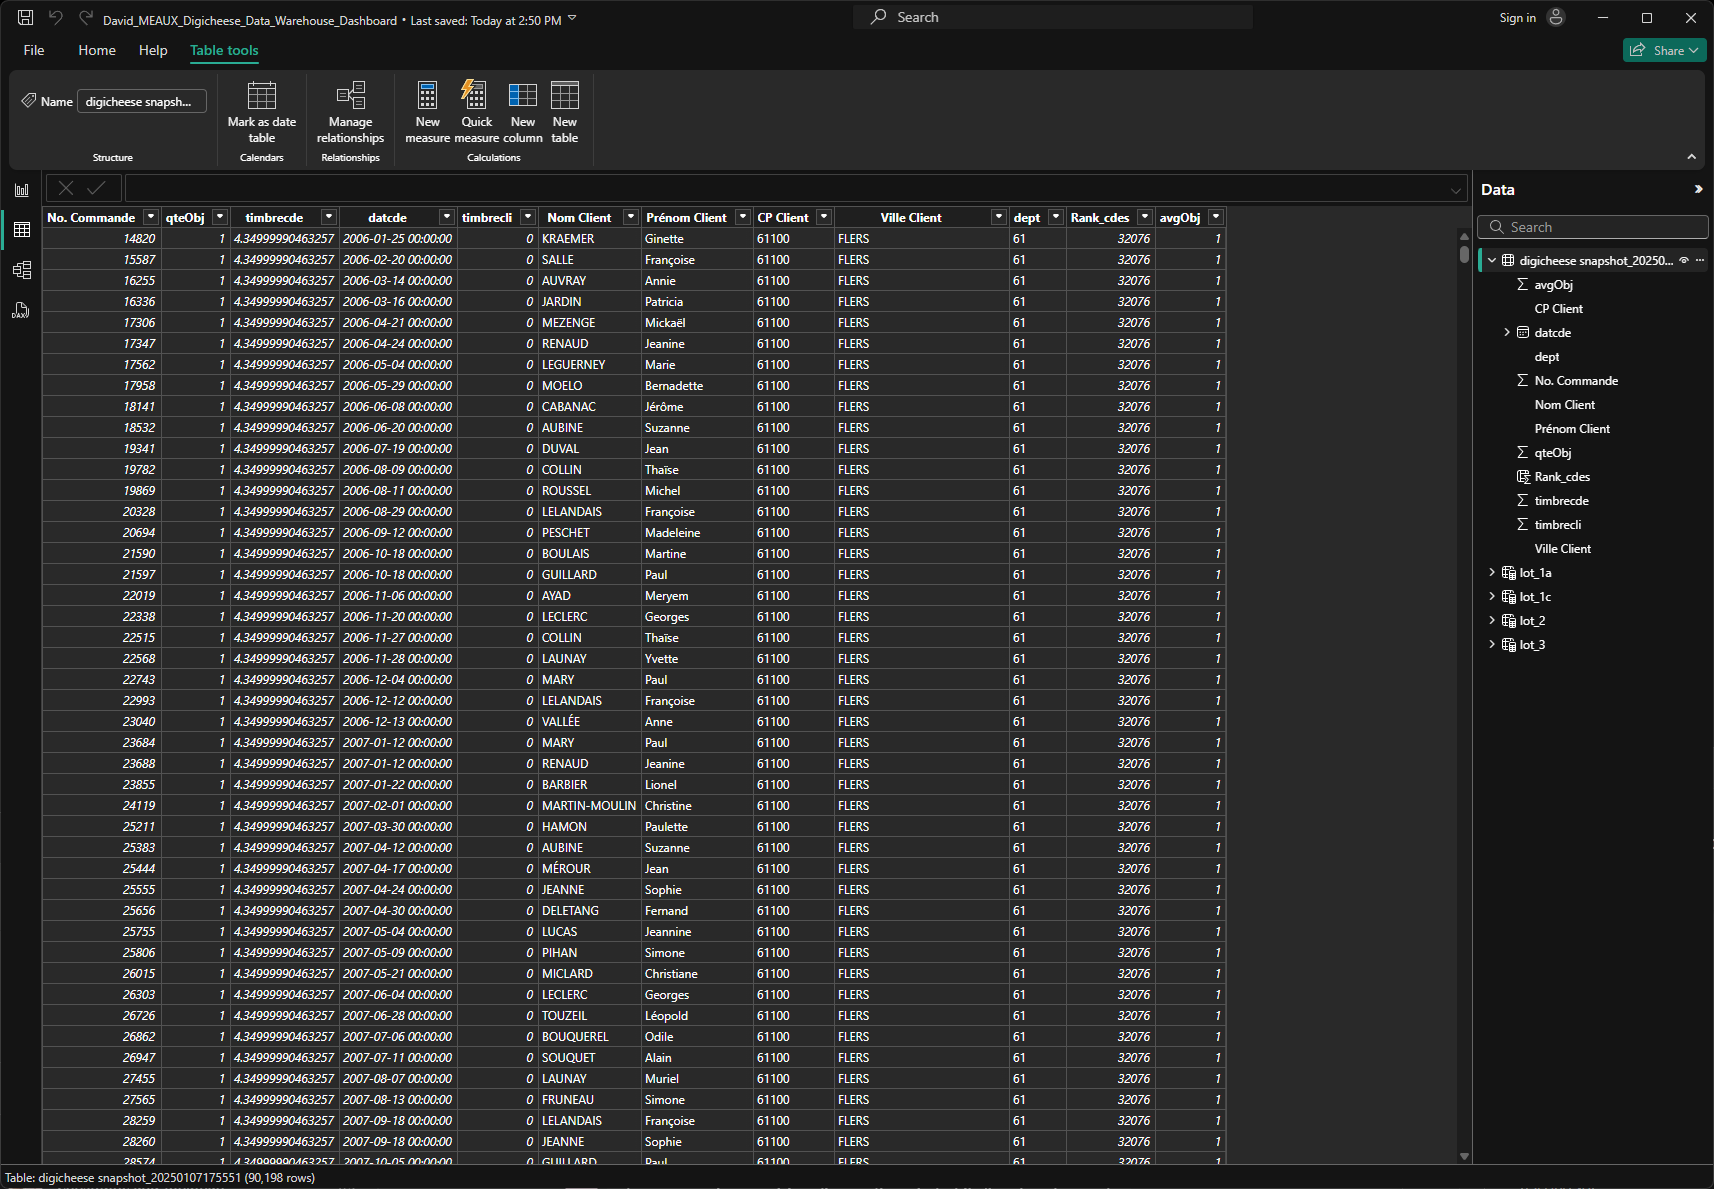 David_MEAUX_Digicheese_Data_Warehouse_Dashboard • Last saved: Today at 2:50 PM
Search
Sign in
File Home Help Table tools
Share
Name digicheese snapsh...
Mark as date table
Manage relationships
New measure
Quick measure
New column
New table
Structure Calendars Relationships Calculations
No. Commande qteObj timbrecde datcde timbrecli Nom Client Prénom Client CP Client Ville Client dept Rank_cdes avgObj
14820 1 4.34999990463257 2006-01-25 00:00:00 0 KRAEMER Ginette 61100 FLERS 61 32076 1
15587 1 4.34999990463257 2006-02-20 00:00:00 0 SALLE Françoise 61100 FLERS 61 32076 1
16255 1 4.34999990463257 2006-03-14 00:00:00 0 AUVRAY Annie 61100 FLERS 61 32076 1
16336 1 4.34999990463257 2006-03-16 00:00:00 0 JARDIN Patricia 61100 FLERS 61 32076 1
17306 1 4.34999990463257 2006-04-21 00:00:00 0 MEZENGE Mickaël 61100 FLERS 61 32076 1
17347 1 4.34999990463257 2006-04-24 00:00:00 0 RENAUD Jeanine 61100 FLERS 61 32076 1
17562 1 4.34999990463257 2006-05-04 00:00:00 0 LEGUERNEY Marie 61100 FLERS 61 32076 1
17958 1 4.34999990463257 2006-05-29 00:00:00 0 MOELO Bernadette 61100 FLERS 61 32076 1
18141 1 4.34999990463257 2006-06-08 00:00:00 0 CABANAC Jérôme 61100 FLERS 61 32076 1
18532 1 4.34999990463257 2006-06-20 00:00:00 0 AUBINE Suzanne 61100 FLERS 61 32076 1
19341 1 4.34999990463257 2006-07-19 00:00:00 0 DUVAL Jean 61100 FLERS 61 32076 1
19782 1 4.34999990463257 2006-08-09 00:00:00 0 COLLIN Thaïse 61100 FLERS 61 32076 1
19869 1 4.34999990463257 2006-08-11 00:00:00 0 ROUSSEL Michel 61100 FLERS 61 32076 1
20328 1 4.34999990463257 2006-08-29 00:00:00 0 LELANDAIS Françoise 61100 FLERS 61 32076 1
20694 1 4.34999990463257 2006-09-12 00:00:00 0 PESCHET Madeleine 61100 FLERS 61 32076 1
21590 1 4.34999990463257 2006-10-18 00:00:00 0 BOULAIS Martine 61100 FLERS 61 32076 1
21597 1 4.34999990463257 2006-10-18 00:00:00 0 GUILLARD Paul 61100 FLERS 61 32076 1
22019 1 4.34999990463257 2006-11-06 00:00:00 0 AYAD Meryem 61100 FLERS 61 32076 1
22338 1 4.34999990463257 2006-11-20 00:00:00 0 LECLERC Georges 61100 FLERS 61 32076 1
22515 1 4.34999990463257 2006-11-27 00:00:00 0 COLLIN Thaïse 61100 FLERS 61 32076 1
22568 1 4.34999990463257 2006-11-28 00:00:00 0 LAUNAY Yvette 61100 FLERS 61 32076 1
22743 1 4.34999990463257 2006-12-04 00:00:00 0 MARY Paul 61100 FLERS 61 32076 1
22993 1 4.34999990463257 2006-12-12 00:00:00 0 LELANDAIS Françoise 61100 FLERS 61 32076 1
23040 1 4.34999990463257 2006-12-13 00:00:00 0 VALLÉE Anne 61100 FLERS 61 32076 1
23684 1 4.34999990463257 2007-01-12 00:00:00 0 MARY Paul 61100 FLERS 61 32076 1
23688 1 4.34999990463257 2007-01-12 00:00:00 0 RENAUD Jeanine 61100 FLERS 61 32076 1
23855 1 4.34999990463257 2007-01-22 00:00:00 0 BARBIER Lionel 61100 FLERS 61 32076 1
24119 1 4.34999990463257 2007-02-01 00:00:00 0 MARTIN-MOULIN Christine 61100 FLERS 61 32076 1
25211 1 4.34999990463257 2007-03-30 00:00:00 0 HAMON Paulette 61100 FLERS 61 32076 1
25383 1 4.34999990463257 2007-04-12 00:00:00 0 AUBINE Suzanne 61100 FLERS 61 32076 1
25444 1 4.34999990463257 2007-04-17 00:00:00 0 MÉROUR Jean 61100 FLERS 61 32076 1
25555 1 4.34999990463257 2007-04-24 00:00:00 0 JEANNE Sophie 61100 FLERS 61 32076 1
25656 1 4.34999990463257 2007-04-30 00:00:00 0 DELETANG Fernand 61100 FLERS 61 32076 1
25755 1 4.34999990463257 2007-05-04 00:00:00 0 LUCAS Jeannine 61100 FLERS 61 32076 1
25806 1 4.34999990463257 2007-05-09 00:00:00 0 PIHAN Simone 61100 FLERS 61 32076 1
26015 1 4.34999990463257 2007-05-21 00:00:00 0 MICLARD Christiane 61100 FLERS 61 32076 1
26303 1 4.34999990463257 2007-06-04 00:00:00 0 LECLERC Georges 61100 FLERS 61 32076 1
26726 1 4.34999990463257 2007-06-28 00:00:00 0 TOUZEIL Léopold 61100 FLERS 61 32076 1
26862 1 4.34999990463257 2007-07-06 00:00:00 0 BOUQUEREL Odile 61100 FLERS 61 32076 1
26947 1 4.34999990463257 2007-07-11 00:00:00 0 SOUQUET Alain 61100 FLERS 61 32076 1
27455 1 4.34999990463257 2007-08-07 00:00:00 0 LAUNAY Muriel 61100 FLERS 61 32076 1
27565 1 4.34999990463257 2007-08-13 00:00:00 0 FRUNEAU Simone 61100 FLERS 61 32076 1
28259 1 4.34999990463257 2007-09-18 00:00:00 0 LELANDAIS Françoise 61100 FLERS 61 32076 1
28260 1 4.34999990463257 2007-09-18 00:00:00 0 JEANNE Sophie 61100 FLERS 61 32076 1
28574 1 4.34999990463257 2007-10-05 00:00:00 0 GUILLARD Paul 61100 FLERS 61 32076 1
Data
Search
digicheese snapshot_20250...
avgObj
CP Client
datcde
dept
No. Commande
Nom Client
Prénom Client
qteObj
Rank_cdes
timbrecde
timbrecli
Ville Client
lot_1a
lot_1c
lot_2
lot_3
DAX
Table: digicheese snapshot_20250107175551 (90,198 rows)